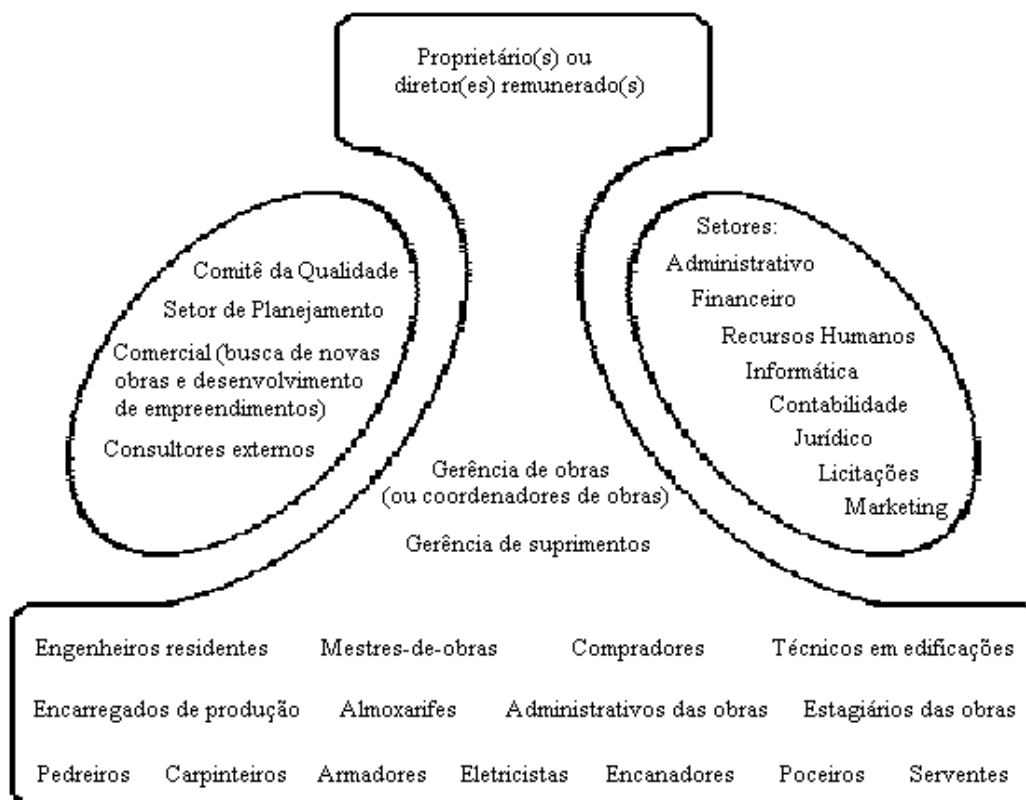 Proprietário(s) ou
diretor(es) remunerado(s)
Comitê da Qualidade
Setor de Planejamento
Comercial (busca de novas
obras e desenvolvimento
de empreendimentos)
Consultores externos
Setores:
Administrativo
Financeiro
Recursos Humanos
Informática
Contabilidade
Jurídico
Licitações
Marketing
Gerência de obras
(ou coordenadores de obras)
Gerência de suprimentos
Engenheiros residentes Mestres-de-obras Compradores Técnicos em edificações
Encarregados de produção Almoxarifes Administrativos das obras Estagiários das obras
Pedreiros Carpinteiros Armadores Eletricistas Encanadores Poceiros Serventes